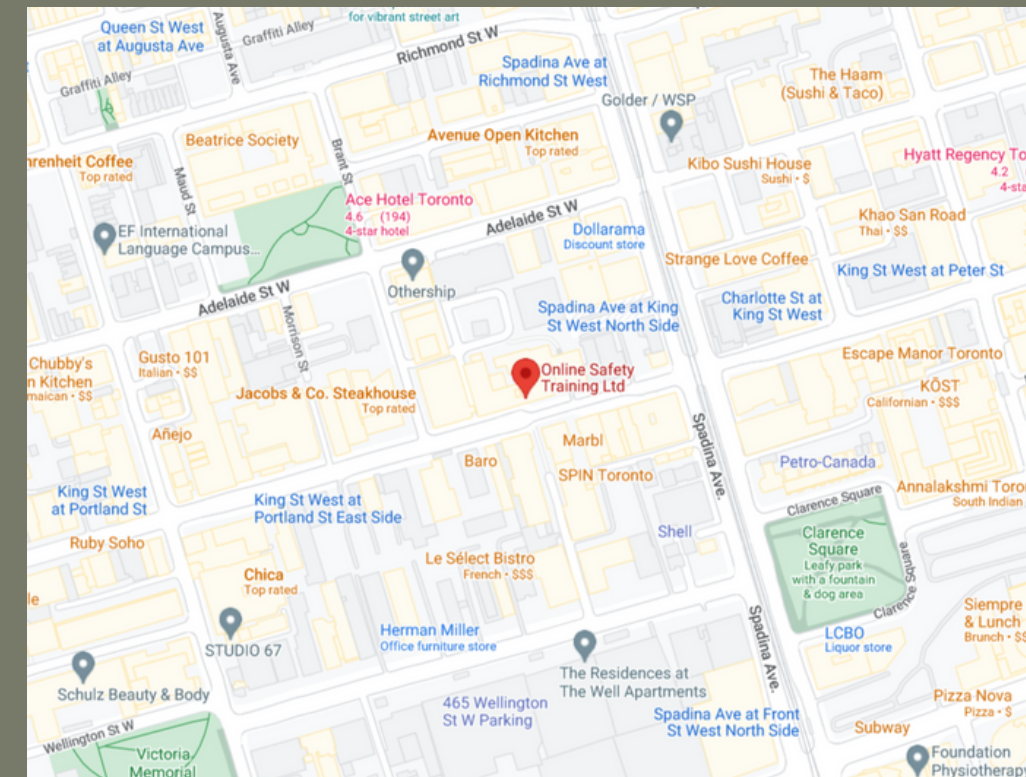 for vibrant street art
Queen St West
at Augusta Ave
Augusta Ave
Graffiti Alley
Richmond St W
Spadina Ave at
Richmond St West
Graffiti Alley
The Haam
(Sushi & Taco)
Golder / WSP
Beatrice Society
Brant St
Avenue Open Kitchen
Top rated
hrenheit Coffee
Top rated
Maud St
Kibo Sushi House
Sushi • $
Hyatt Regency To
4.2
4-sta
Ace Hotel Toronto
4.6 (194)
4-star hotel
Adelaide St W
Khao San Road
Thai • $$
EF International
Language Campus...
Dollarama
Discount store
Strange Love Coffee
King St West at Peter St
Othership
Adelaide St W
Morrison St
Spadina Ave at King
St West North Side
Charlotte St at
King St West
Chubby's
n Kitchen
maican • $$
Gusto 101
Italian • $$
Escape Manor Toronto
Online Safety
Training Ltd
Jacobs & Co. Steakhouse
Top rated
KŌST
Californian • $$$
Añejo
Baro
Marbl
Spadina Ave.
SPIN Toronto
Petro-Canada
King St West
at Portland St
King St West at
Portland St East Side
Clarence Square
Annalakshmi Toron
South Indian
Ruby Soho
Shell
Clarence
Square
Leafy park
with a fountain
& dog area
Clarence Square
Le Sélect Bistro
French • $$$
Chica
Top rated
le
Siempre
& Lunch
Brunch • $$
STUDIO 67
Herman Miller
Office furniture store
Spadina Ave.
LCBO
Liquor store
The Residences at
The Well Apartments
Schulz Beauty & Body
465 Wellington
St W Parking
Spadina Ave at Front
St West North Side
Pizza Nova
Pizza • $
Subway
Wellington St W
Victoria
Memorial
Foundation
Physiotherapy